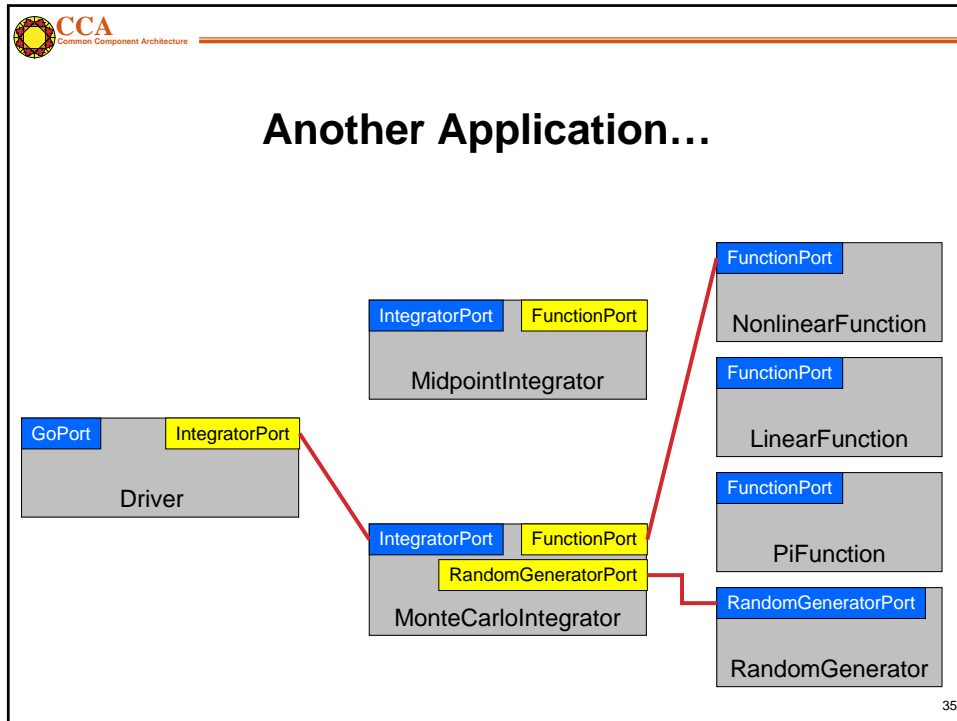 CCA
Common Component Architecture
Another Application…
FunctionPort
NonlinearFunction
IntegratorPort FunctionPort
MidpointIntegrator
FunctionPort
LinearFunction
GoPort IntegratorPort
Driver
FunctionPort
PiFunction
IntegratorPort FunctionPort
RandomGeneratorPort
MonteCarloIntegrator
RandomGeneratorPort
RandomGenerator
35